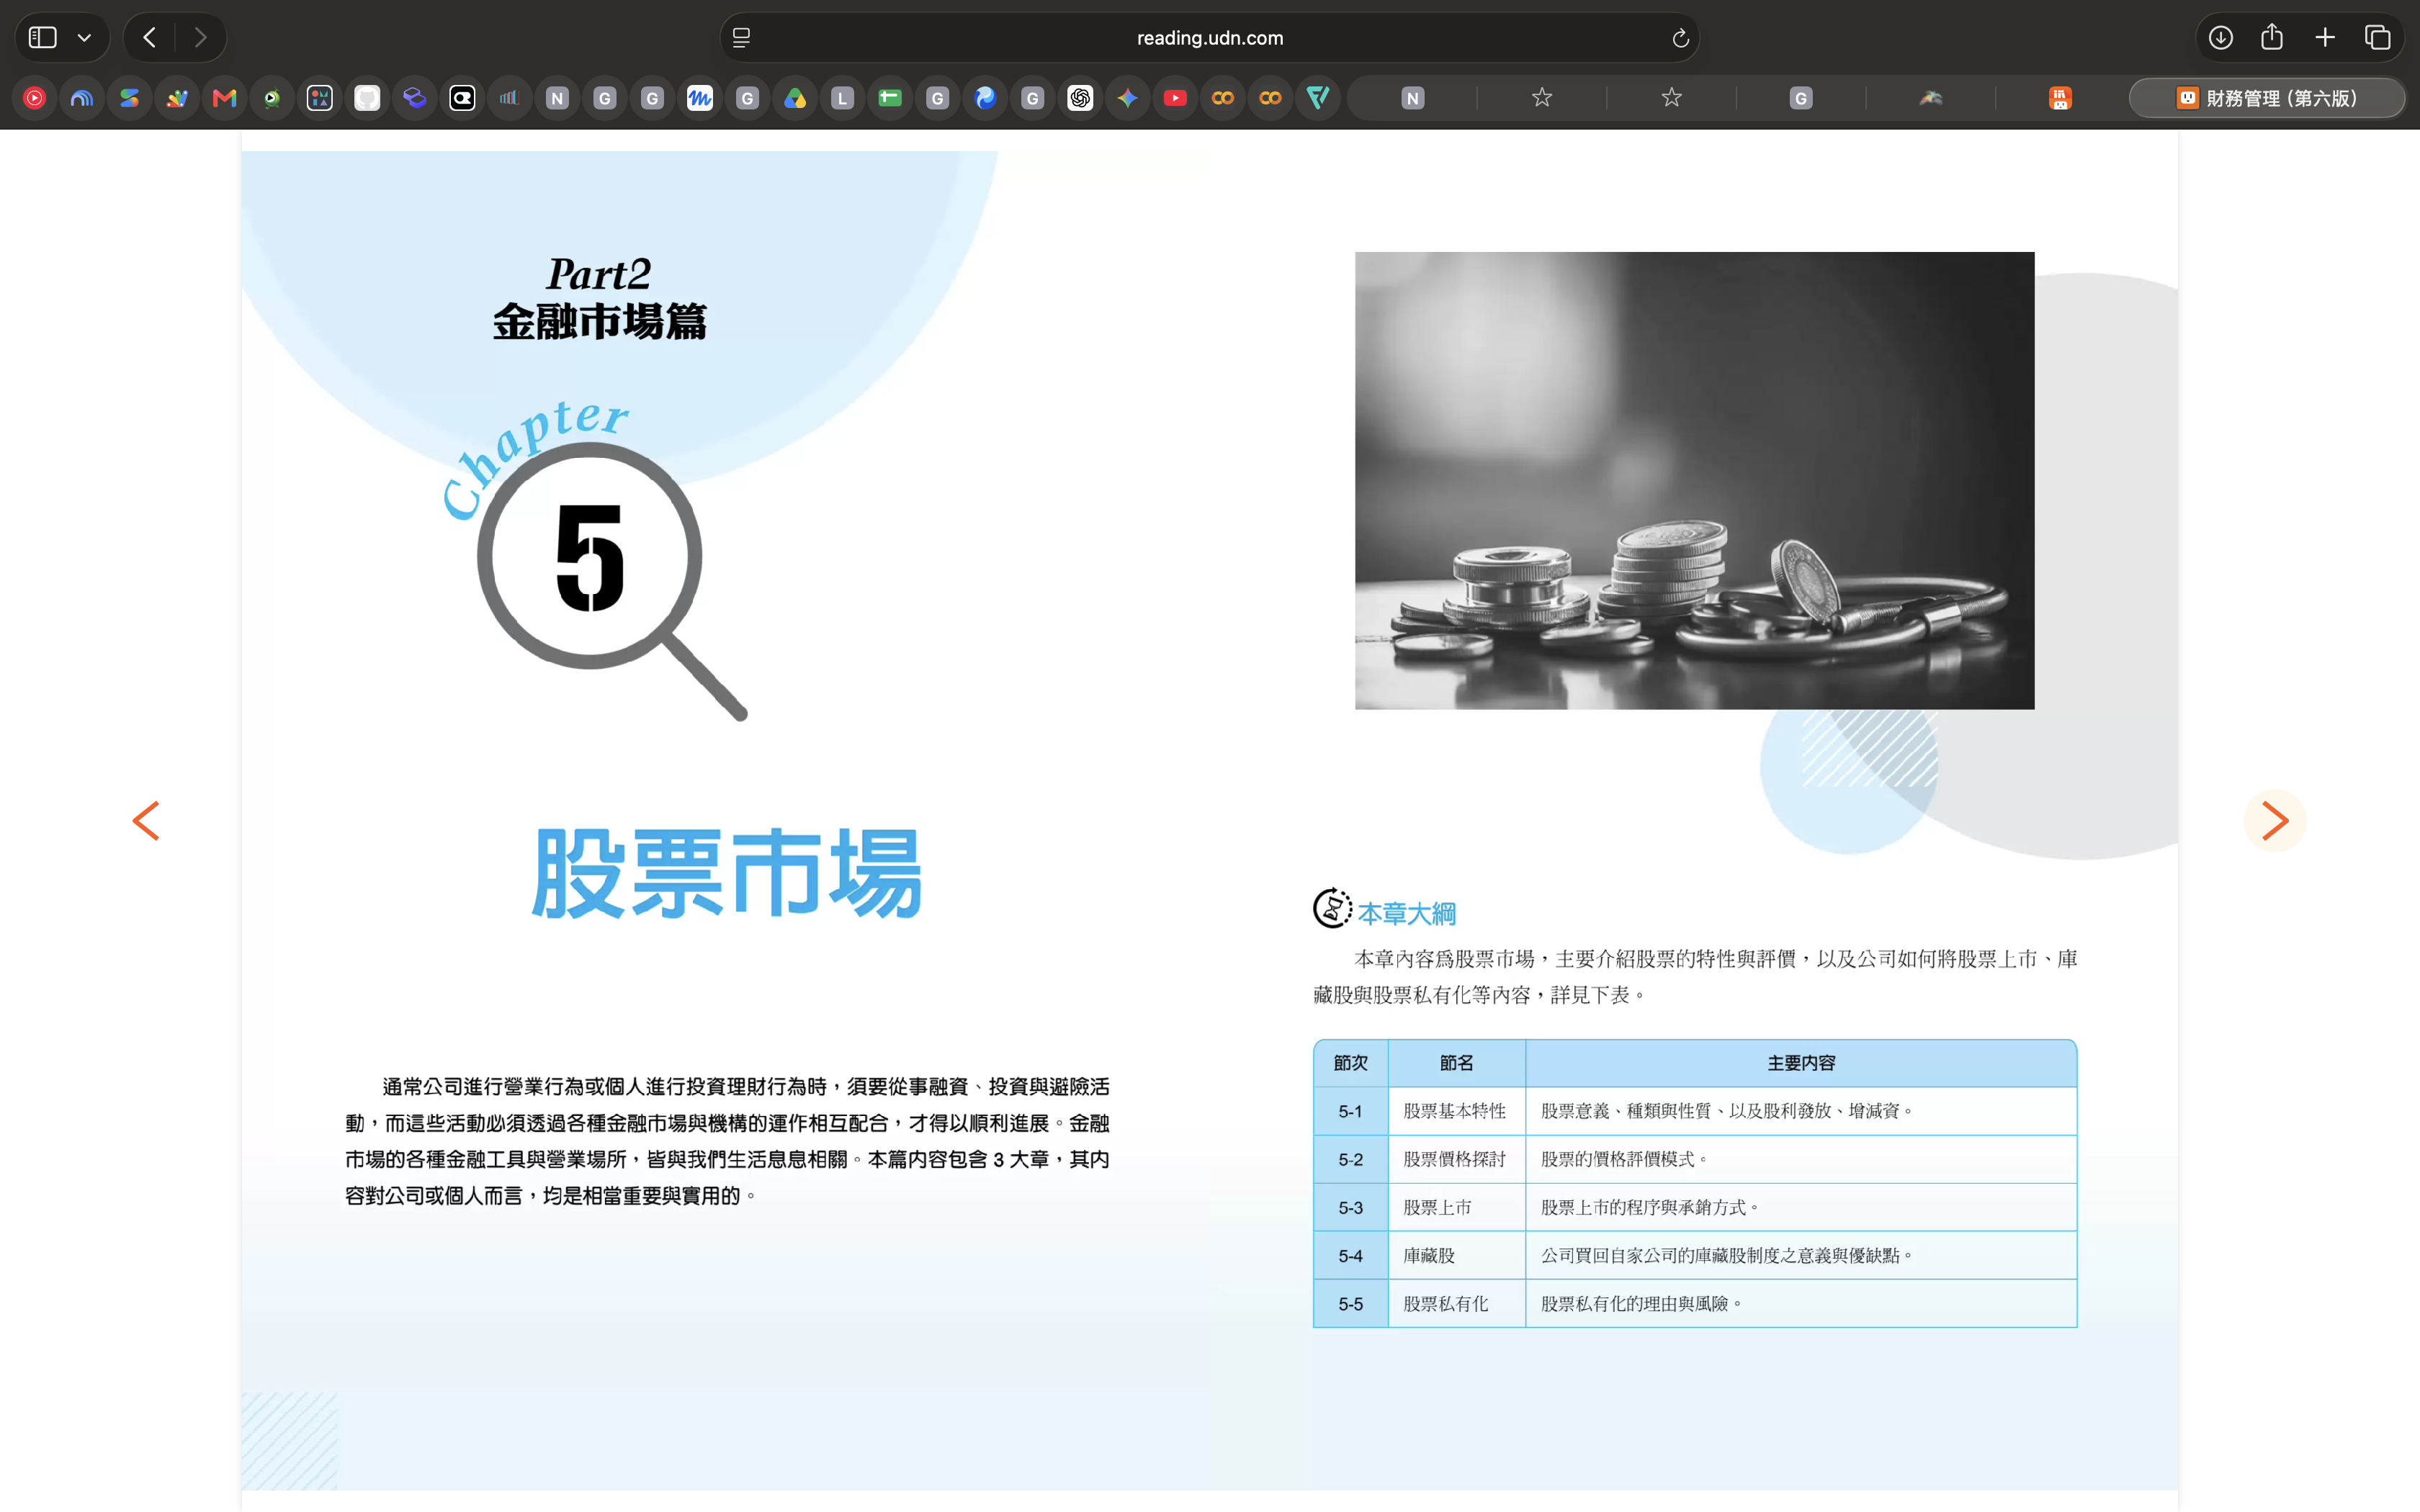 reading.udn.com
N
G
G
G
L
G
G
N
G
財務管理 (第六版)
Part2
金融市場篇
Chapter
5
股票市場
通常公司進行營業行為或個人進行投資理財行為時，須要從事融資、投資與避險活
動，而這些活動必須透過各種金融市場與機構的運作相互配合，才得以順利進展。金融
市場的各種金融工具與營業場所，皆與我們生活息息相關。本篇內容包含 3 大章，其內
容對公司或個人而言，均是相當重要與實用的。
本章大綱
本章內容為股票市場，主要介紹股票的特性與評價，以及公司如何將股票上市、庫
藏股與股票私有化等內容，詳見下表。
節次 節名 主要內容
5-1 股票基本特性 股票意義、種類與性質、以及股利發放、增減資。
5-2 股票價格探討 股票的價格評價模式。
5-3 股票上市 股票上市的程序與承銷方式。
5-4 庫藏股 公司買回自家公司的庫藏股制度之意義與優缺點。
5-5 股票私有化 股票私有化的理由與風險。